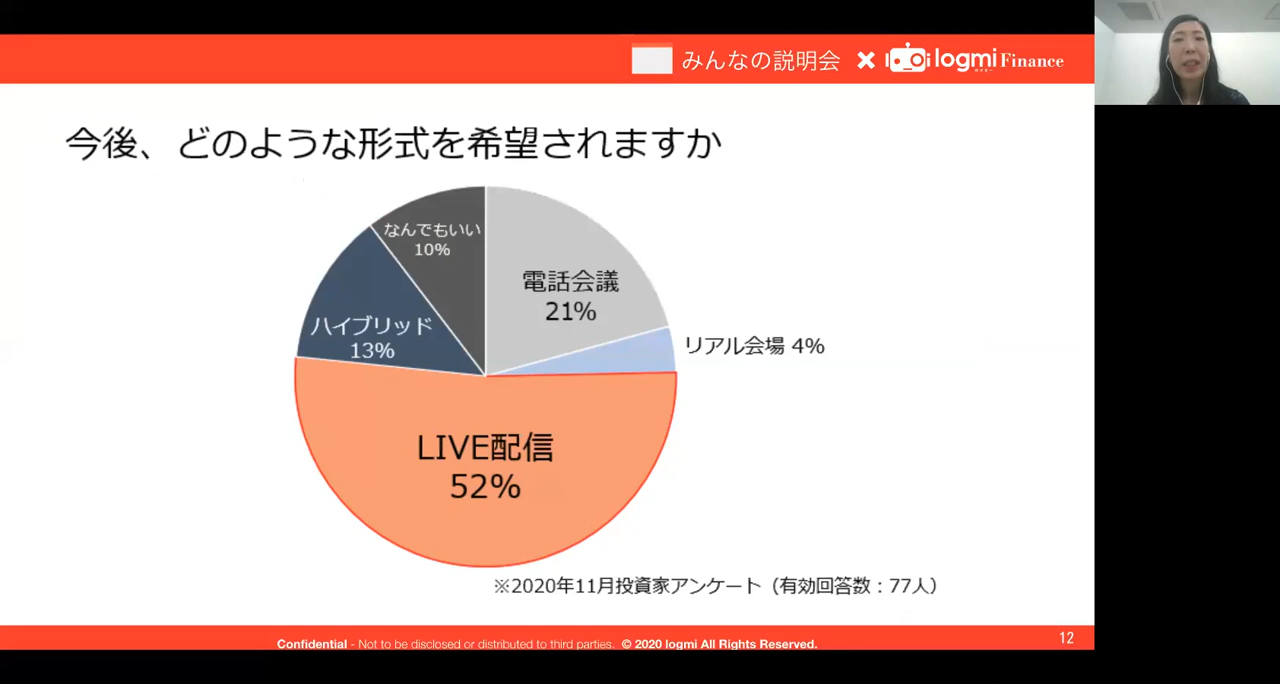 みんなの説明会 × logmi Finance
今後、どのような形式を希望されますか
なんでもいい
10%
電話会議
21%
ハイブリッド
13%
リアル会場 4%
LIVE配信
52%
※2020年11月投資家アンケート（有効回答数：77人）
12
Confidential - Not to be disclosed or distributed to third parties. © 2020 logmi All Rights Reserved.